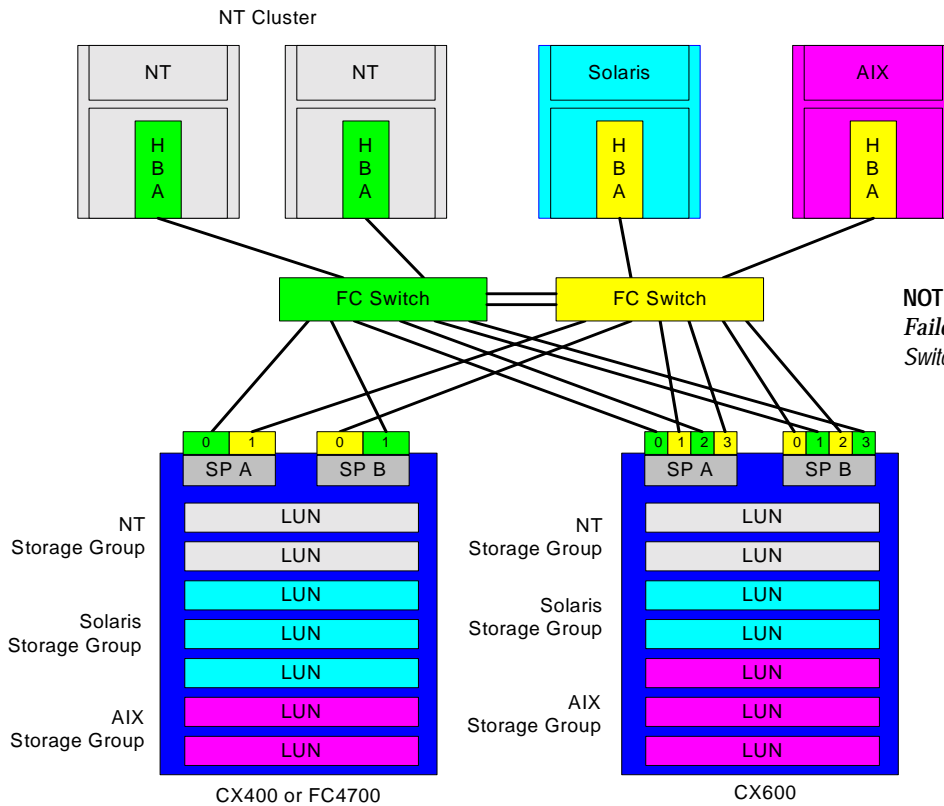 NT Cluster
NT
NT
Solaris
AIX
H
B
A
H
B
A
H
B
A
H
B
A
FC Switch
FC Switch
0 1
0 1
0 1 2 3
0 1 2 3
SP A
SP B
SP A
SP B
NT
Storage Group
Solaris
Storage Group
AIX
Storage Group
LUN
LUN
LUN
LUN
LUN
LUN
LUN
CX400 or FC4700
NT
Storage Group
Solaris
Storage Group
AIX
Storage Group
LUN
LUN
LUN
LUN
LUN
LUN
LUN
CX600